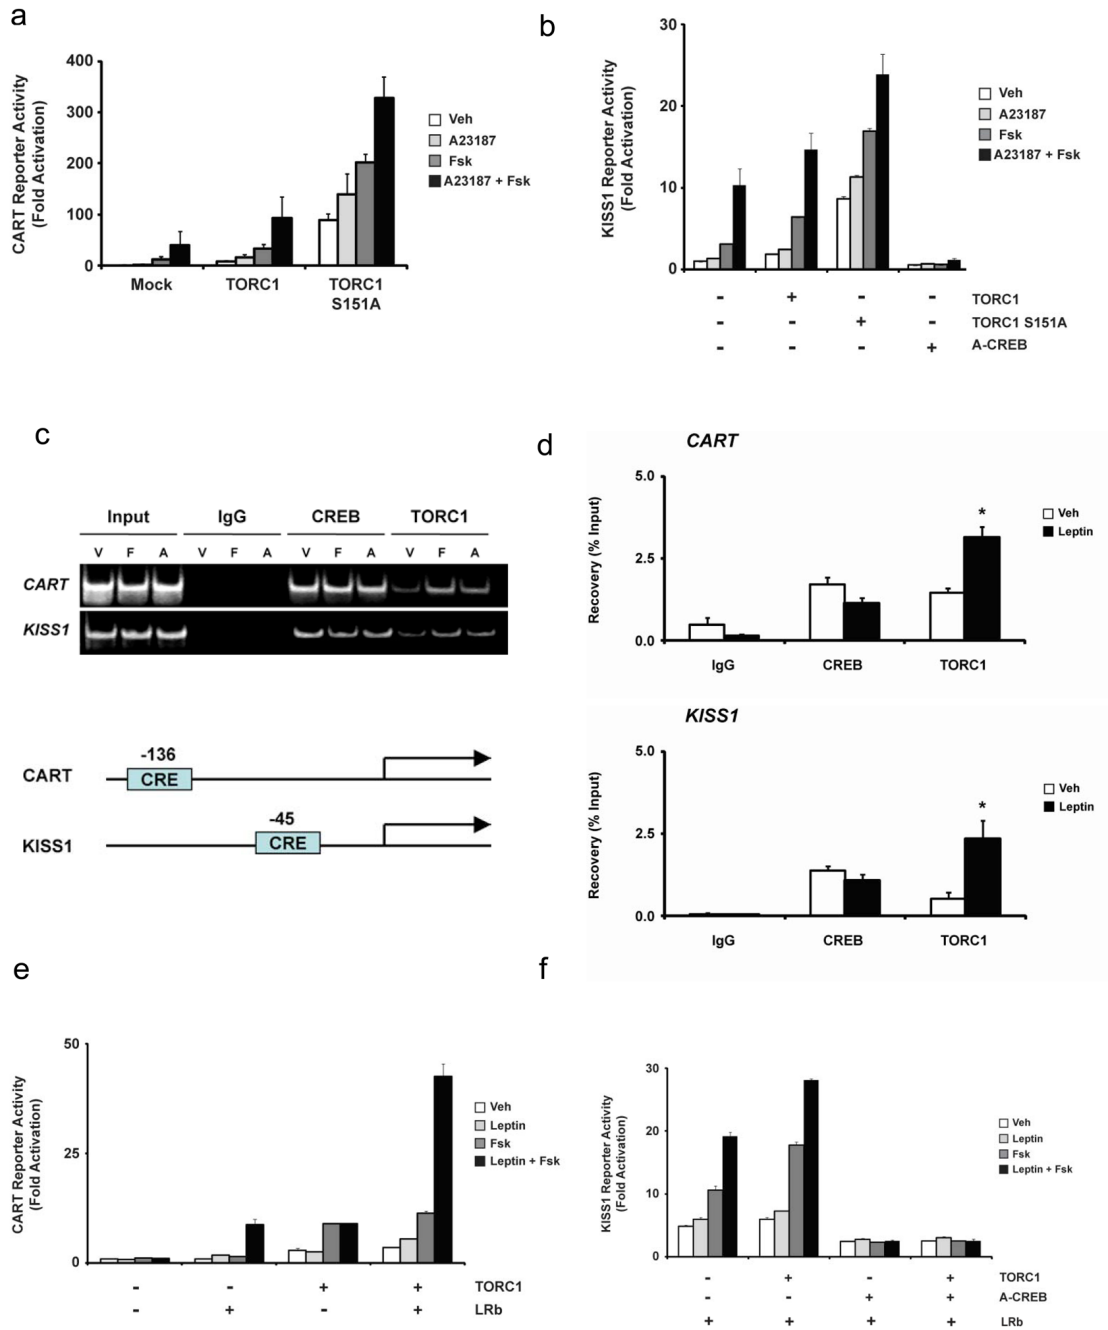 a
CART Reporter Activity
(Fold Activation)
400
300
200
100
0
Mock
TORC1
TORC1
S151A
Veh
A23187
Fsk
A23187 + Fsk
b
KISS1 Reporter Activity
(Fold Activation)
30
20
10
0
Veh
A23187
Fsk
A23187 + Fsk
- + - - TORC1
- - + - TORC1 S151A
- - - + A-CREB
c
Input IgG CREB TORC1
V F A V F A V F A V F A
CART
KISS1
-136
CART CRE
-45
KISS1 CRE
d
CART
Recovery (% Input)
5.0
2.5
0.0
*
IgG CREB TORC1
Veh
Leptin
KISS1
Recovery (% Input)
5.0
2.5
0.0
*
IgG CREB TORC1
Veh
Leptin
e
CART Reporter Activity
(Fold Activation)
50
25
0
Veh
Leptin
Fsk
Leptin + Fsk
- - + + TORC1
- + - + LRb
f
KISS1 Reporter Activity
(Fold Activation)
30
20
10
0
Veh
Leptin
Fsk
Leptin + Fsk
- + - + TORC1
- - + + A-CREB
+ + + + LRb